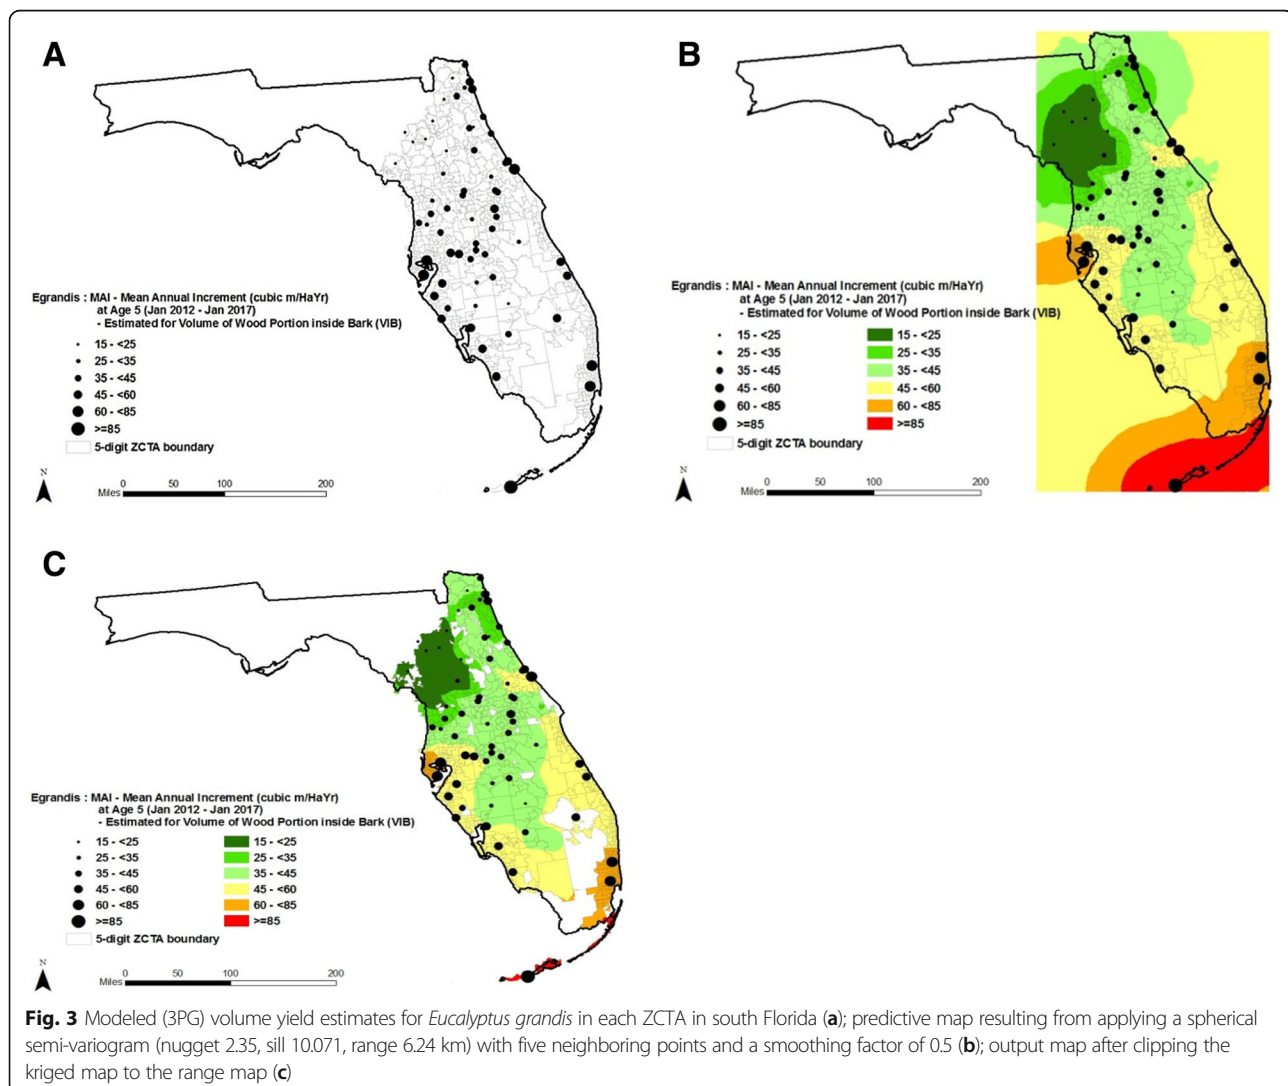 A
Egrandis : MAI - Mean Annual Increment (cubic m/HaYr)
at Age 5 (Jan 2012 - Jan 2017)
- Estimated for Volume of Wood Portion inside Bark (VIB)
15 - <25
25 - <35
35 - <45
45 - <60
60 - <85
>=85
5-digit ZCTA boundary
N
Miles
0 50 100 200
B
Egrandis : MAI - Mean Annual Increment (cubic m/HaYr)
at Age 5 (Jan 2012 - Jan 2017)
- Estimated for Volume of Wood Portion inside Bark (VIB)
15 - <25 15 - <25
25 - <35 25 - <35
35 - <45 35 - <45
45 - <60 45 - <60
60 - <85 60 - <85
>=85 >=85
5-digit ZCTA boundary
N
Miles
0 50 100 200
C
Egrandis : MAI - Mean Annual Increment (cubic m/HaYr)
at Age 5 (Jan 2012 - Jan 2017)
- Estimated for Volume of Wood Portion inside Bark (VIB)
15 - <25 15 - <25
25 - <35 25 - <35
35 - <45 35 - <45
45 - <60 45 - <60
60 - <85 60 - <85
>=85 >=85
5-digit ZCTA boundary
N
Miles
0 50 100 200
Fig. 3 Modeled (3PG) volume yield estimates for Eucalyptus grandis in each ZCTA in south Florida (a); predictive map resulting from applying a spherical
semi-variogram (nugget 2.35, sill 10.071, range 6.24 km) with five neighboring points and a smoothing factor of 0.5 (b); output map after clipping the
kriged map to the range map (c)